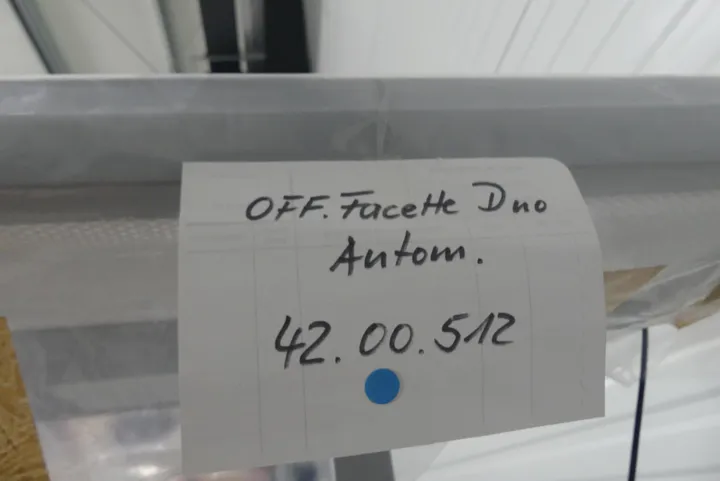 OFF. Facette Duo
Autom.
42.00.512